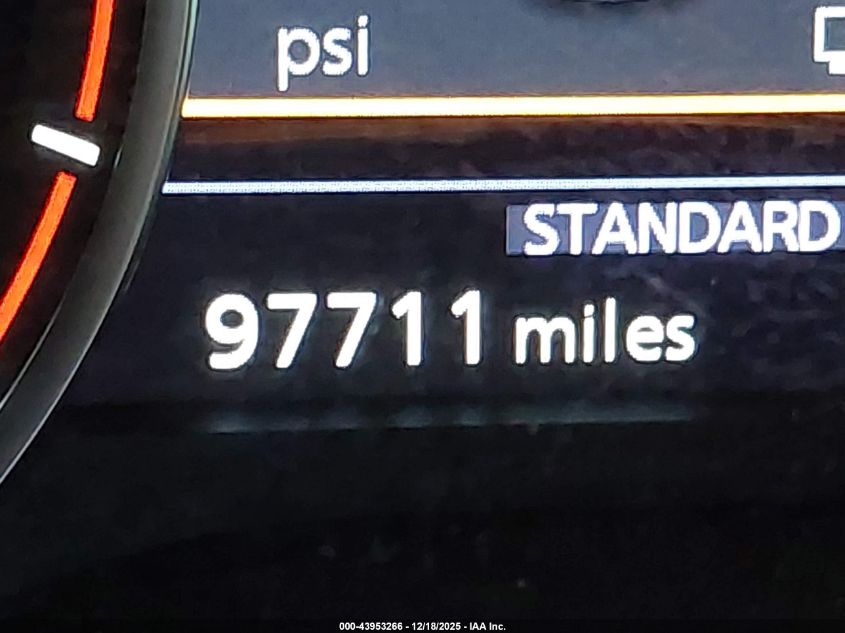 psi
STANDARD
97711 miles
000-43953266 - 12/18/2025 - IAA Inc.